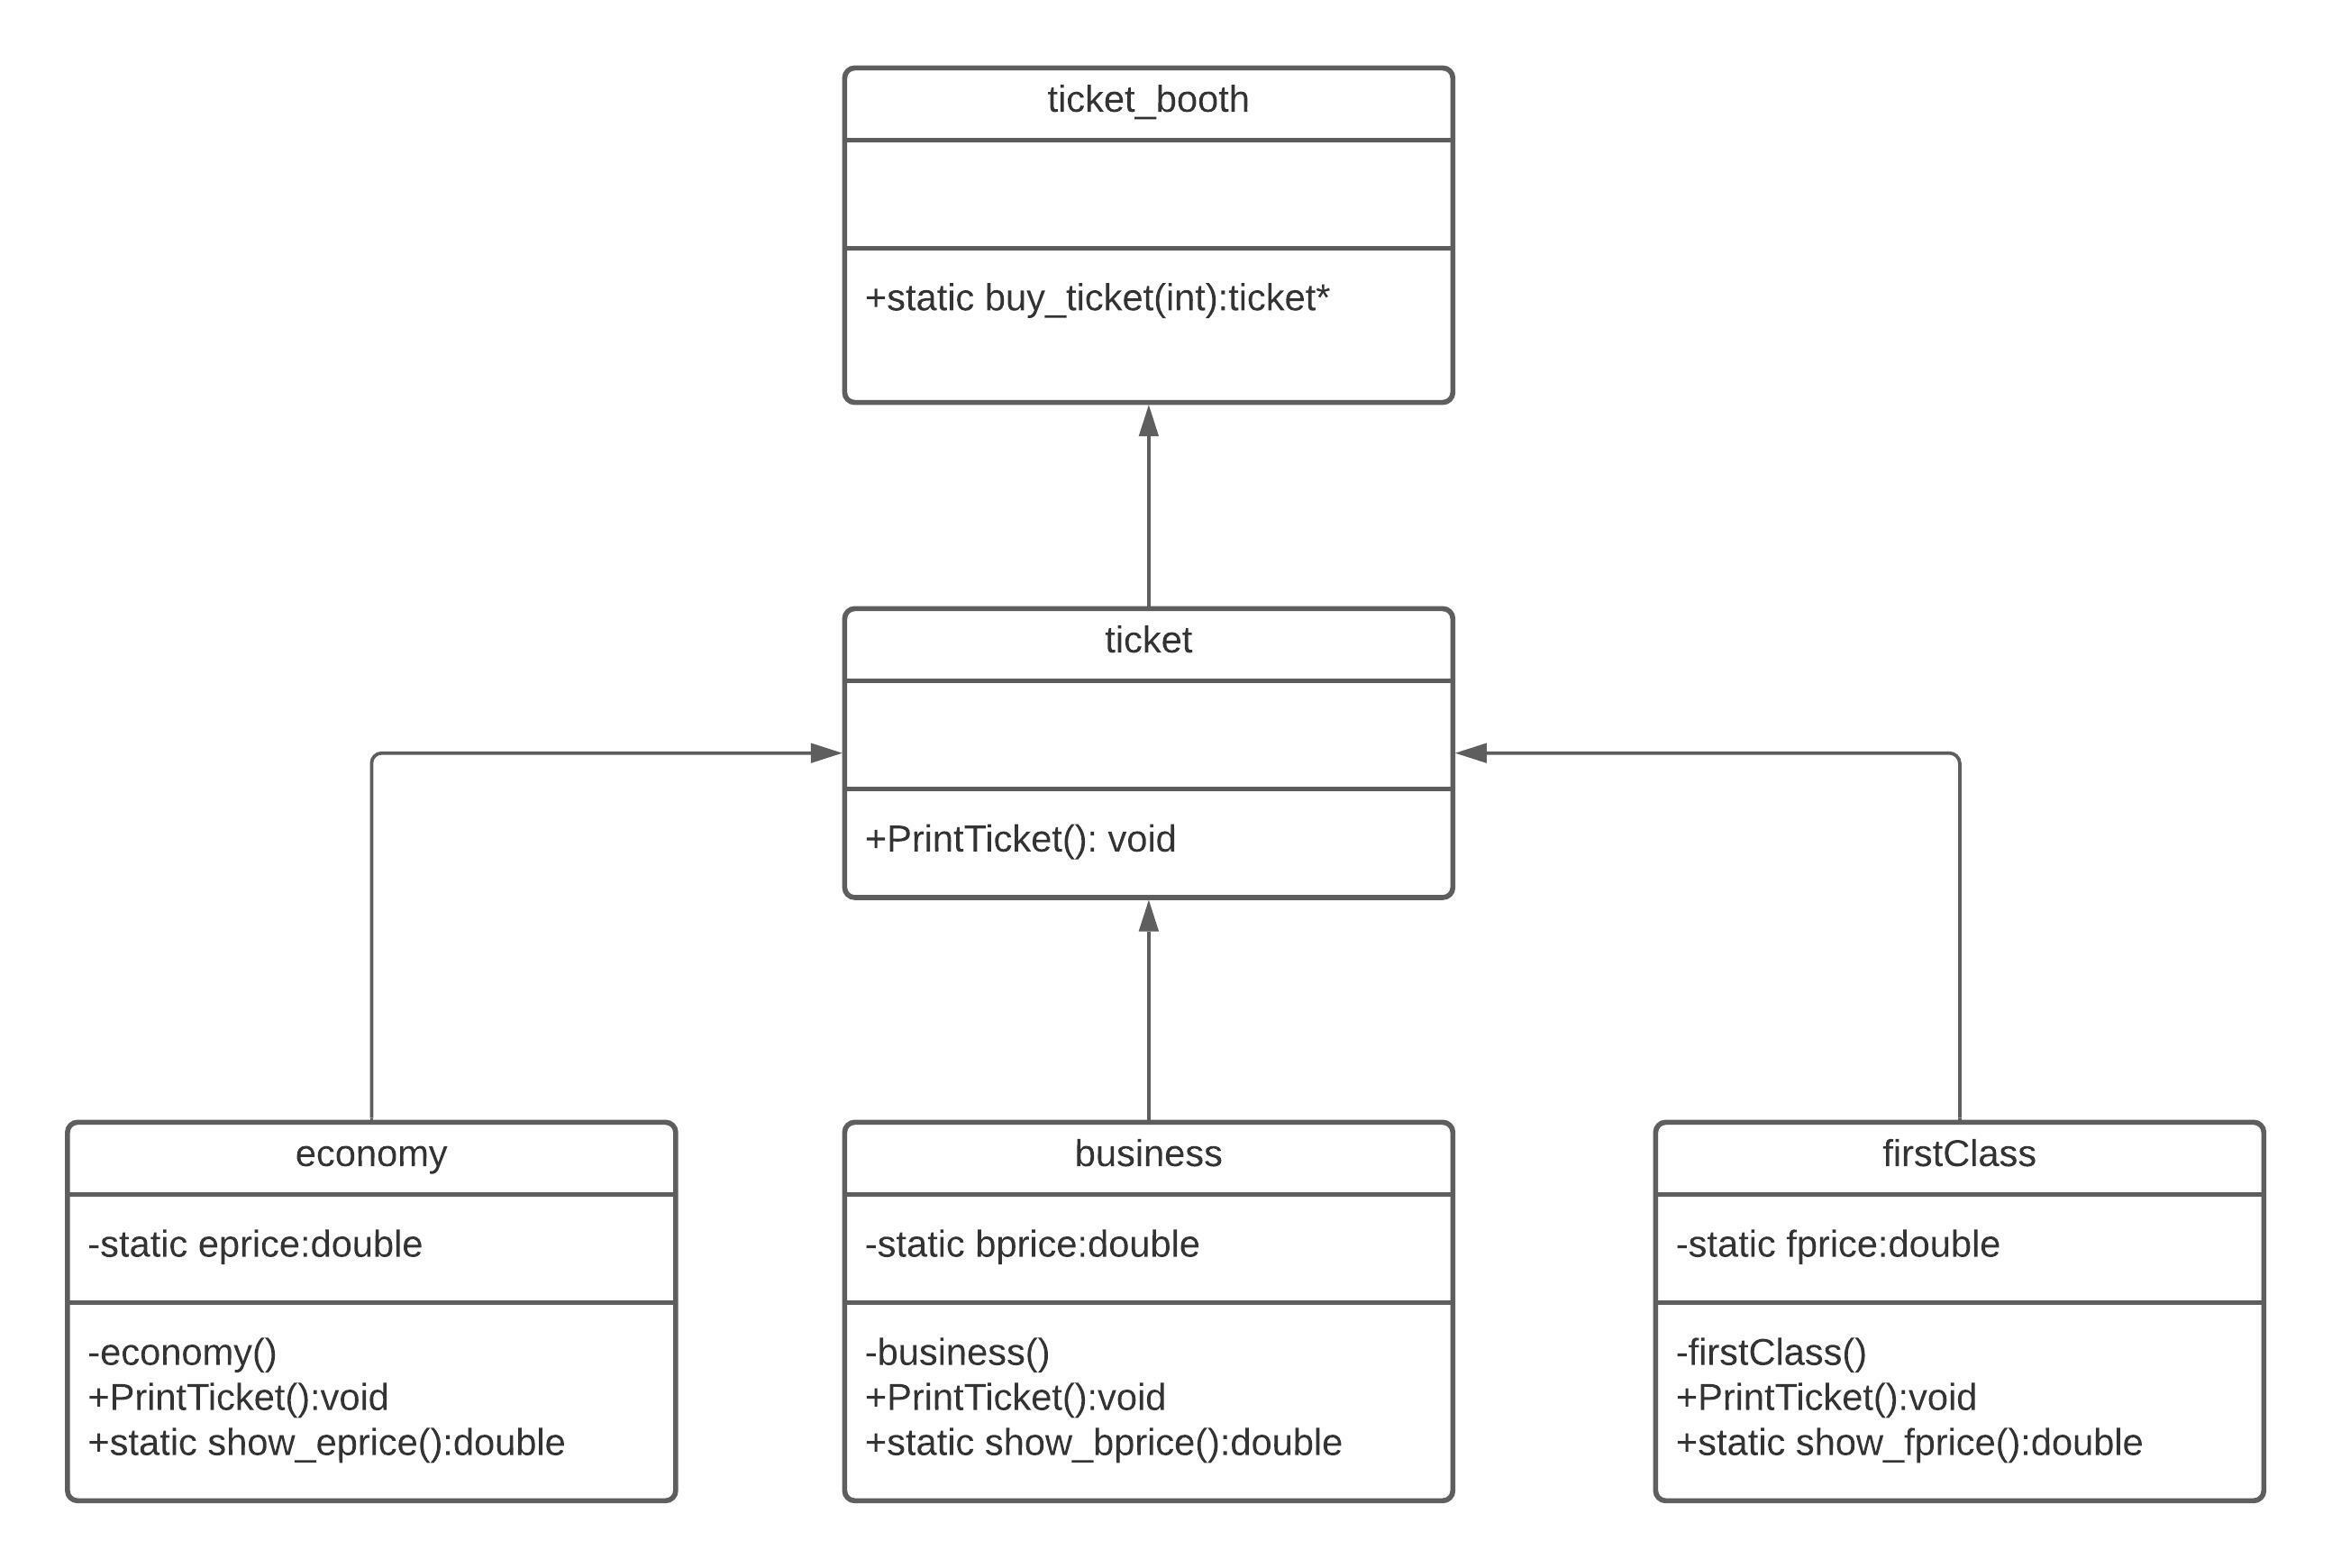 ticket_booth
+static buy_ticket(int):ticket*
ticket
+PrintTicket(): void
economy
-static eprice:double
-economy()
+PrintTicket():void
+static show_eprice():double
business
-static bprice:double
-business()
+PrintTicket():void
+static show_bprice():double
firstClass
-static fprice:double
-firstClass()
+PrintTicket():void
+static show_fprice():double